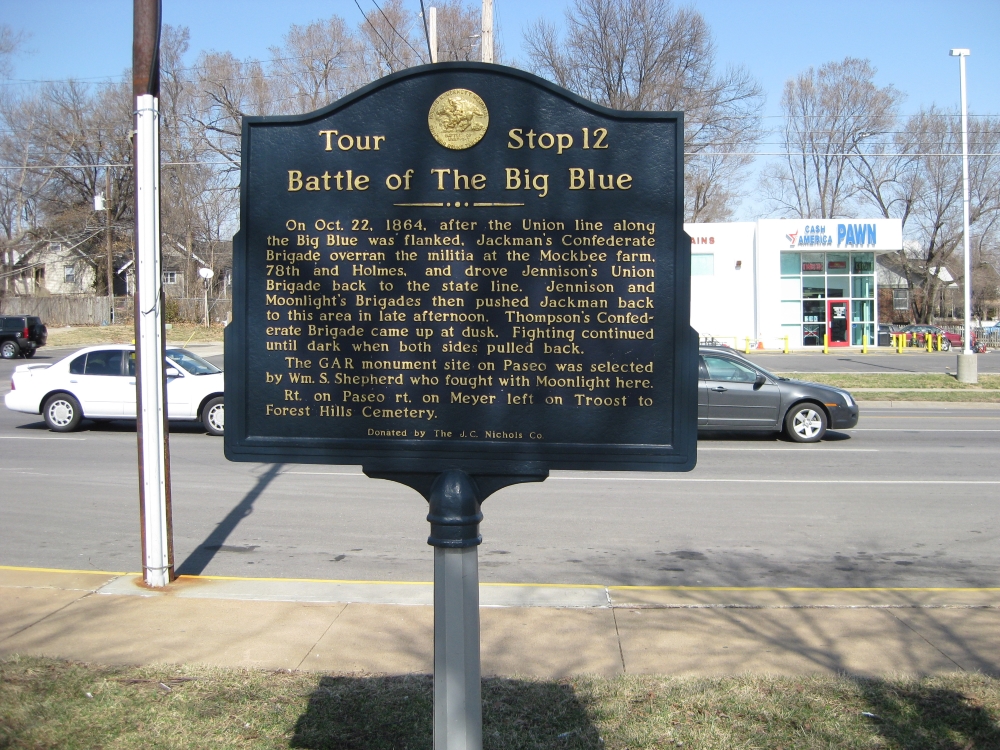 Tour Stop 12
Battle of The Big Blue
On Oct. 22, 1864, after the Union line along
the Big Blue was flanked, Jackman's Confederate
Brigade overran the militia at the Mockbee farm,
78th and Holmes, and drove Jennison's Union
Brigade back to the state line. Jennison and
Moonlight's Brigades then pushed Jackman back
to this area in late afternoon. Thompson's Confed-
erate Brigade came up at dusk. Fighting continued
until dark when both sides pulled back.
The GAR monument site on Paseo was selected
by Wm. S. Shepherd who fought with Moonlight here.
Rt. on Paseo rt. on Meyer left on Troost to
Forest Hills Cemetery.
Donated by The J.C. Nichols Co.
AINS
CASH
AMERICA PAWN